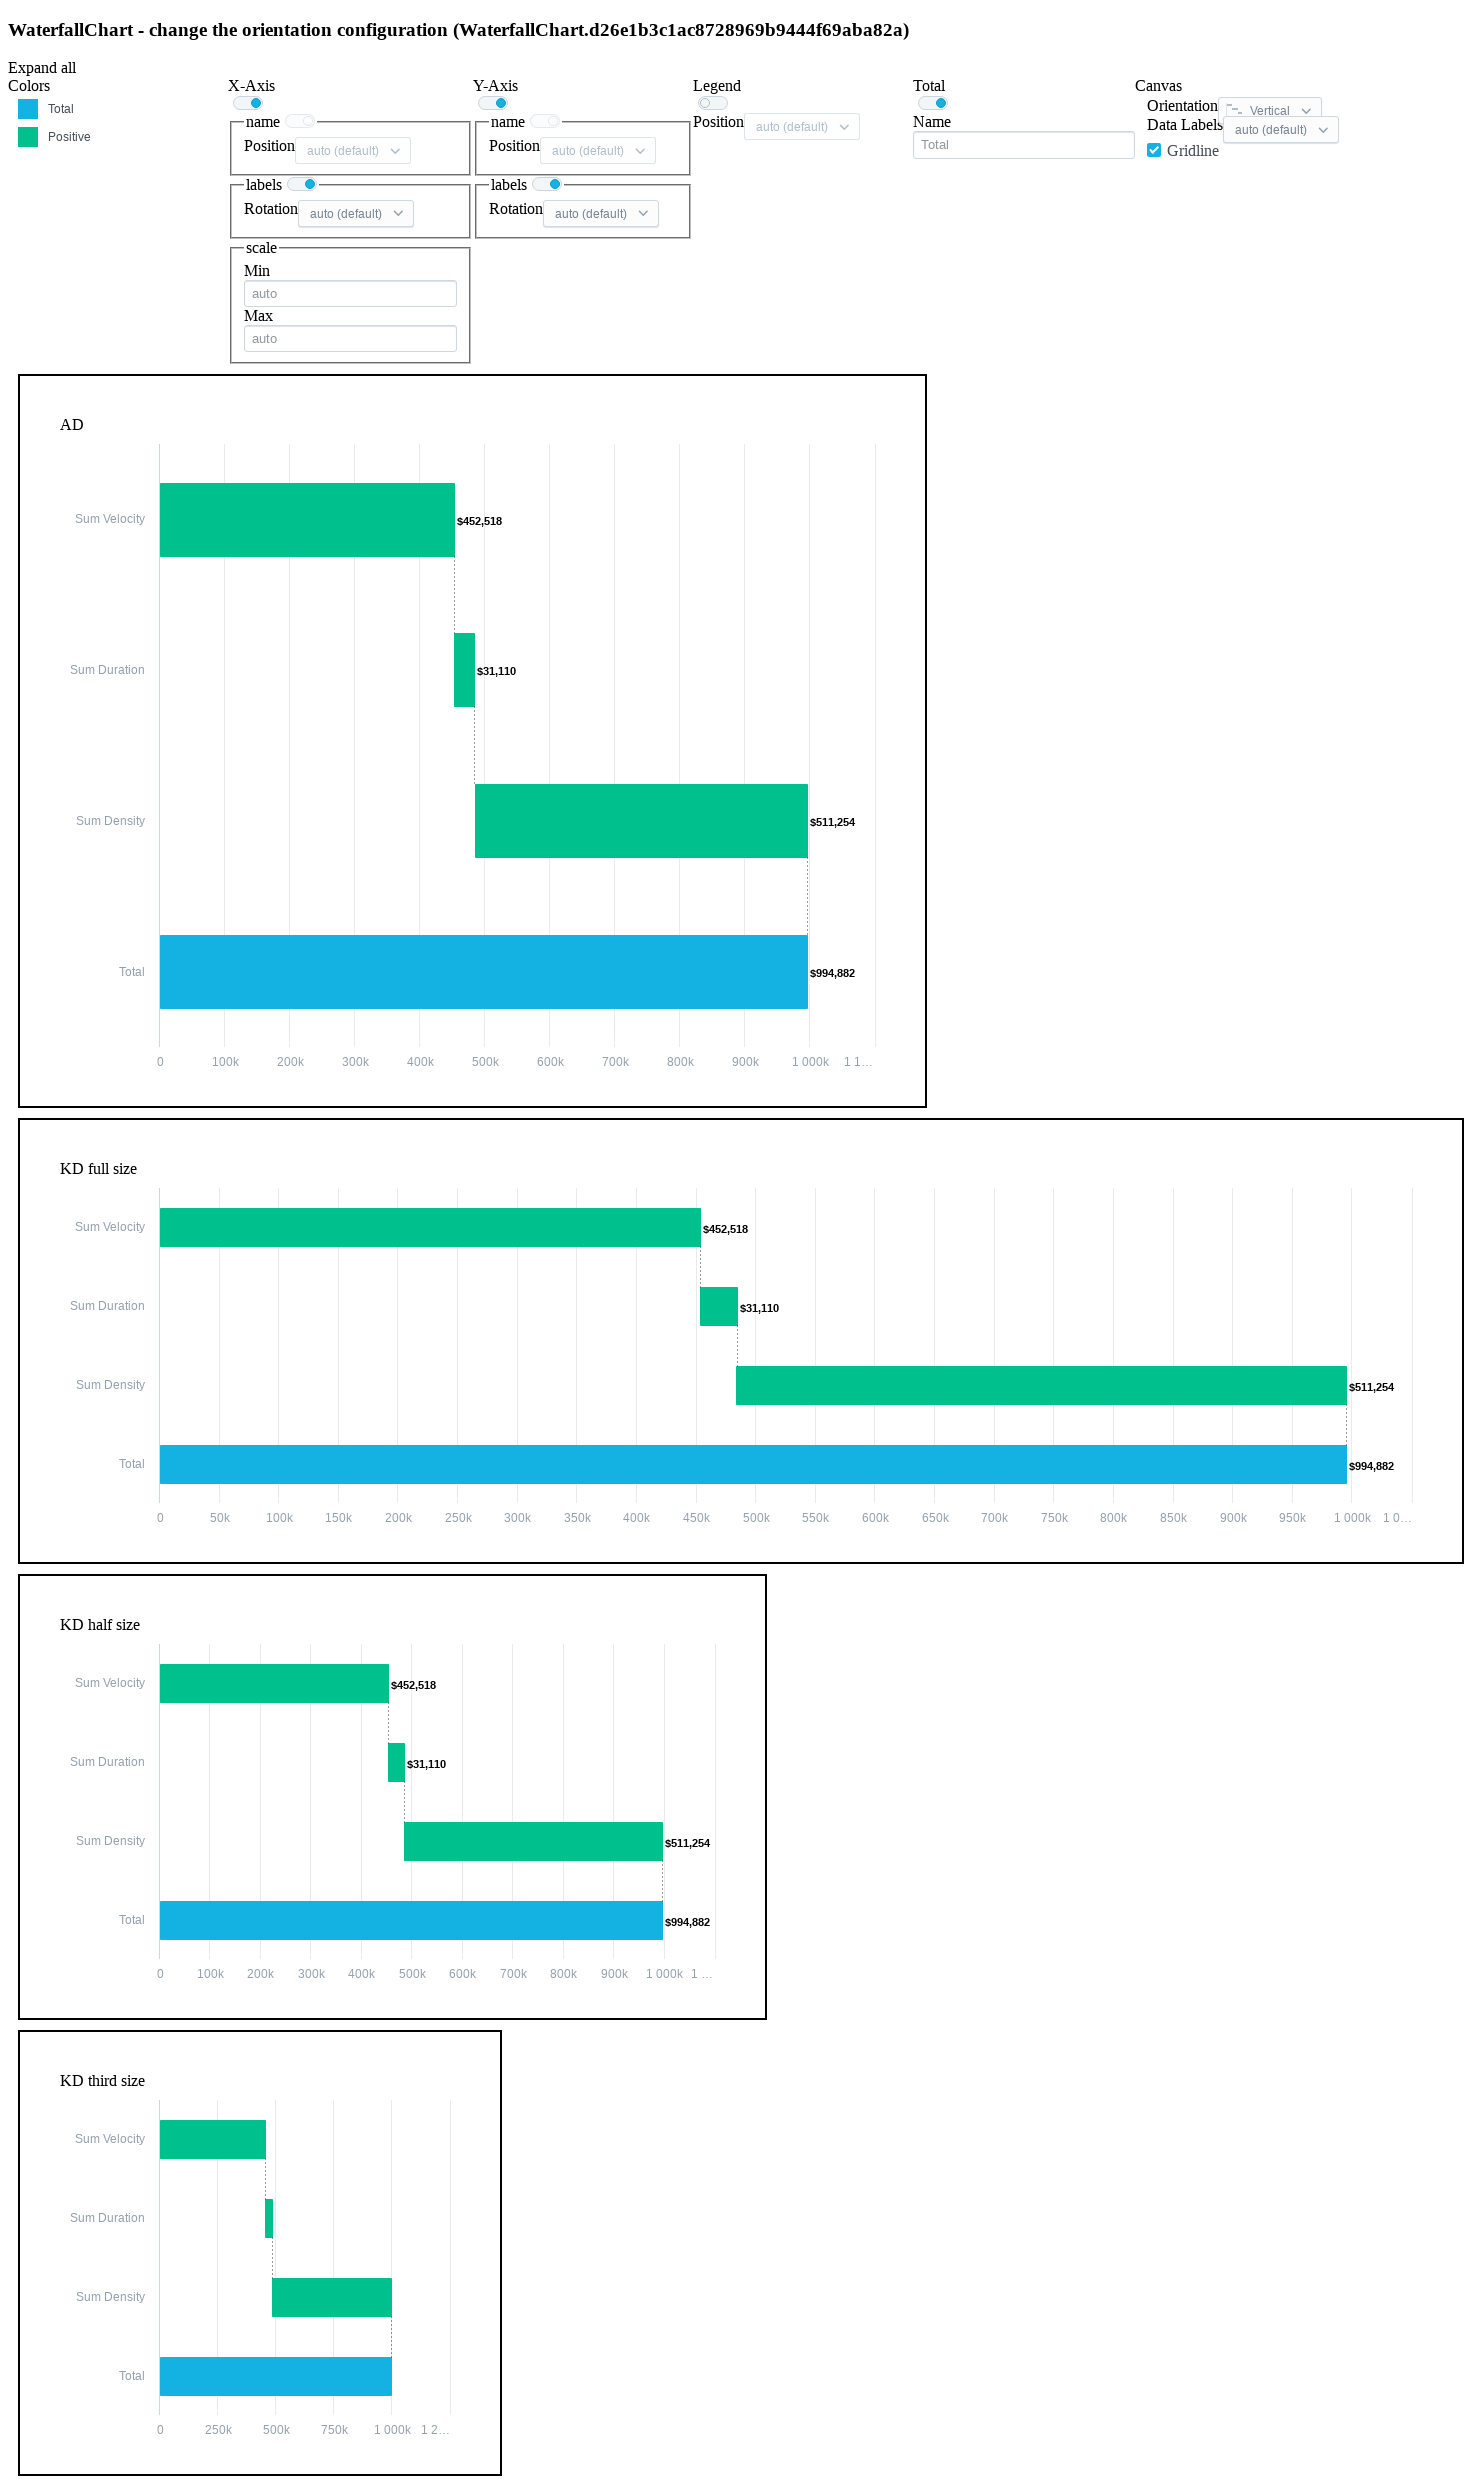 WaterfallChart - change the orientation configuration (WaterfallChart.d26e1b3c1ac8728969b9444f69aba82a)
Expand all
Colors
Total
Positive
X-Axis
name
Position auto (default)
labels
Rotation auto (default)
scale
Min
auto
Max
auto
Y-Axis
name
Position auto (default)
labels
Rotation auto (default)
Legend
Position auto (default)
Total
Name
Total
Canvas
Orientation Vertical
Data Labels auto (default)
Gridline
AD
Sum Velocity
$452,518
Sum Duration
$31,110
Sum Density
$511,254
Total
$994,882
0 100k 200k 300k 400k 500k 600k 700k 800k 900k 1 000k 1 1…
KD full size
Sum Velocity
$452,518
Sum Duration
$31,110
Sum Density
$511,254
Total
$994,882
0 50k 100k 150k 200k 250k 300k 350k 400k 450k 500k 550k 600k 650k 700k 750k 800k 850k 900k 950k 1 000k 1 0…
KD half size
Sum Velocity
$452,518
Sum Duration
$31,110
Sum Density
$511,254
Total
$994,882
0 100k 200k 300k 400k 500k 600k 700k 800k 900k 1 000k 1 …
KD third size
Sum Velocity
Sum Duration
Sum Density
Total
0 250k 500k 750k 1 000k 1 2…